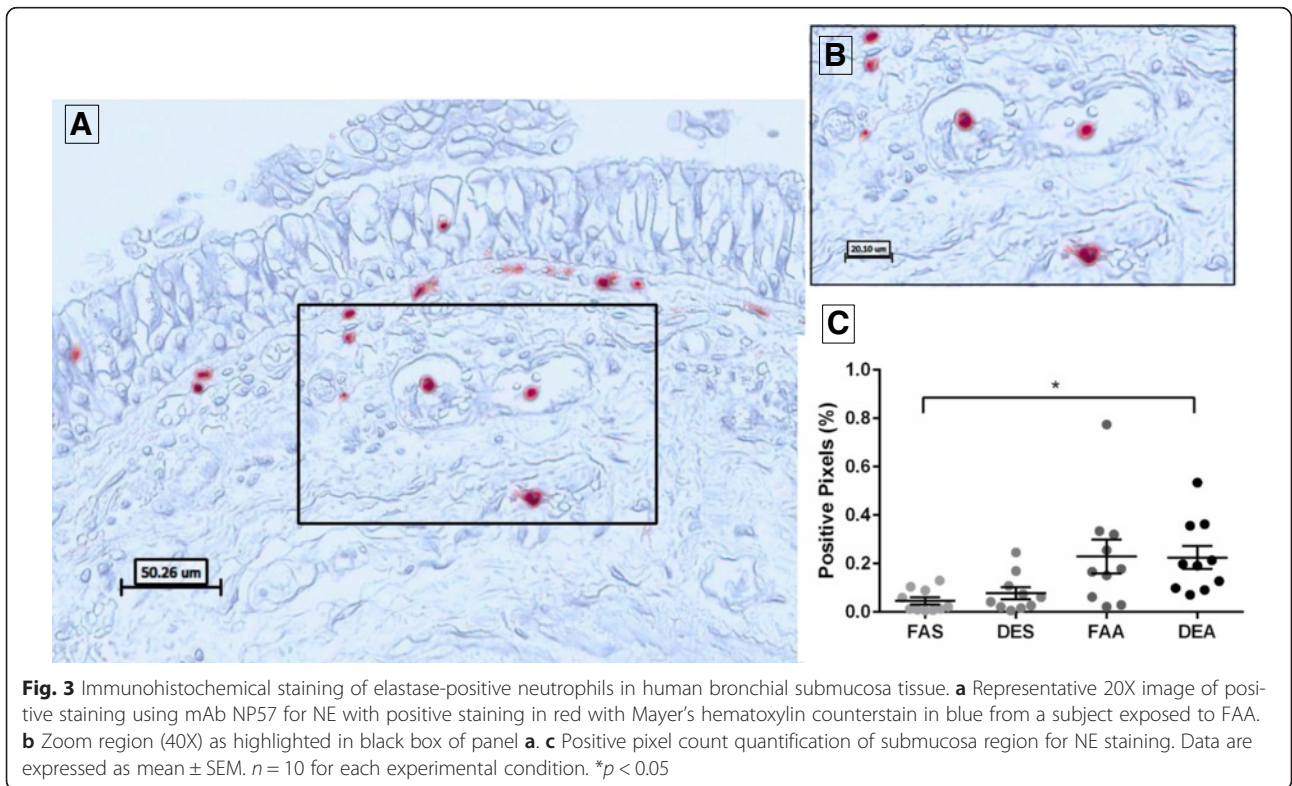 A
50.26 um
B
20.10 um
C
*
Positive Pixels (%)
1.0
0.8
0.6
0.4
0.2
0.0
FAS DES FAA DEA
Fig. 3 Immunohistochemical staining of elastase-positive neutrophils in human bronchial submucosa tissue. a Representative 20X image of posi-
tive staining using mAb NP57 for NE with positive staining in red with Mayer's hematoxylin counterstain in blue from a subject exposed to FAA.
b Zoom region (40X) as highlighted in black box of panel a. c Positive pixel count quantification of submucosa region for NE staining. Data are
expressed as mean ± SEM. n = 10 for each experimental condition. *p < 0.05